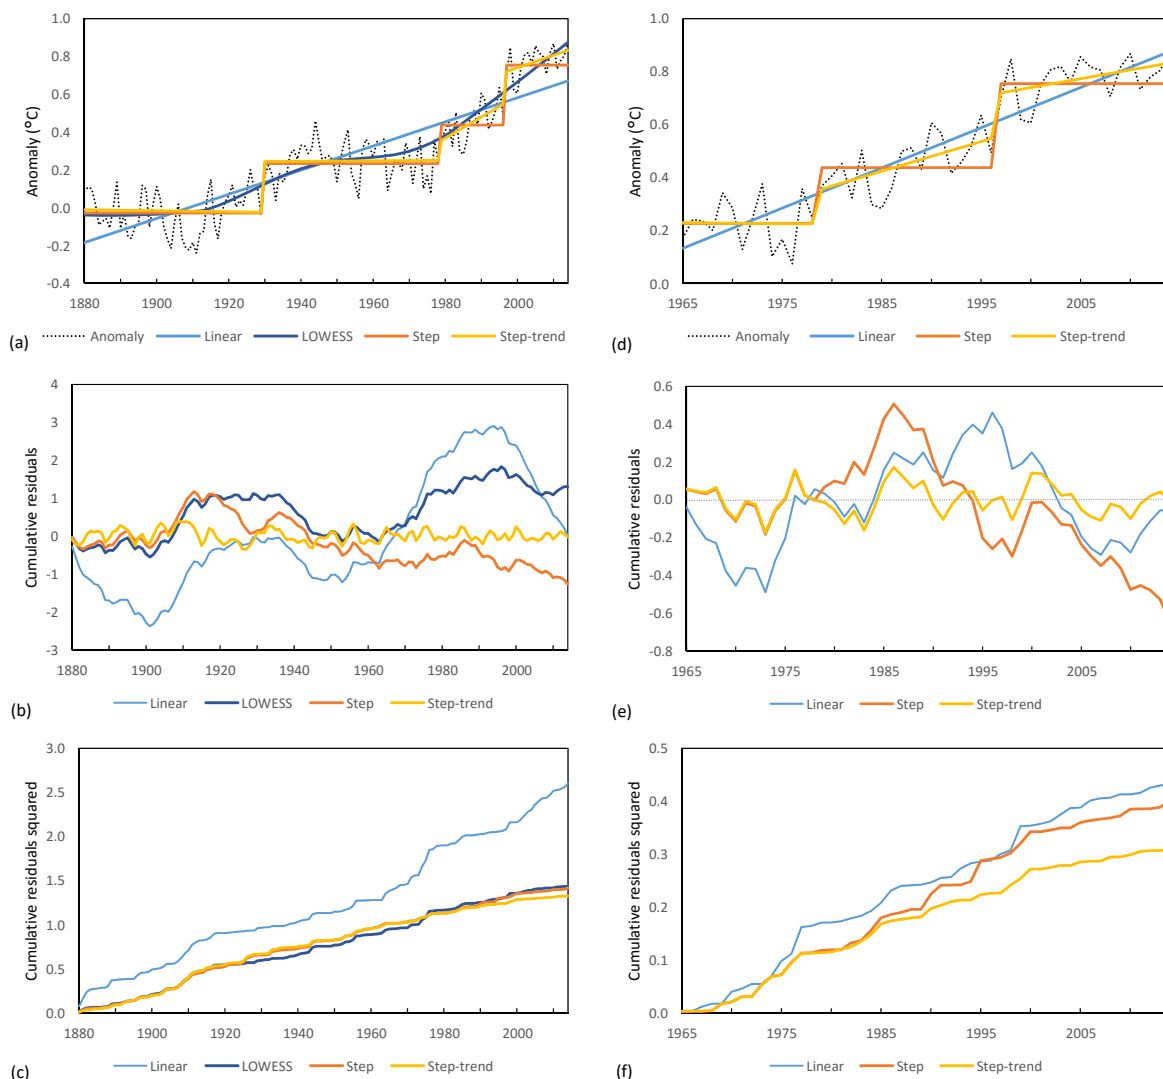 Anomaly (°C)
1.0
0.8
0.6
0.4
0.2
0.0
-0.2
-0.4
1880 1900 1920 1940 1960 1980 2000
(a) Anomaly Linear LOWESS Step Step-trend
Anomaly (°C)
1.0
0.8
0.6
0.4
0.2
0.0
1965 1975 1985 1995 2005
(d) Anomaly Linear Step Step-trend
Cumulative residuals
4
3
2
1
0
-1
-2
-3
1880 1900 1920 1940 1960 1980 2000
(b) Linear LOWESS Step Step-trend
Cumulative residuals
0.6
0.4
0.2
0.0
-0.2
-0.4
-0.6
-0.8
1965 1975 1985 1995 2005
(e) Linear Step Step-trend
Cumulative residuals squared
3.0
2.5
2.0
1.5
1.0
0.5
0.0
1880 1900 1920 1940 1960 1980 2000
(c) Linear LOWESS Step Step-trend
Cumulative residuals squared
0.5
0.4
0.3
0.2
0.1
0.0
1965 1975 1985 1995 2005
(f) Linear Step Step-trend